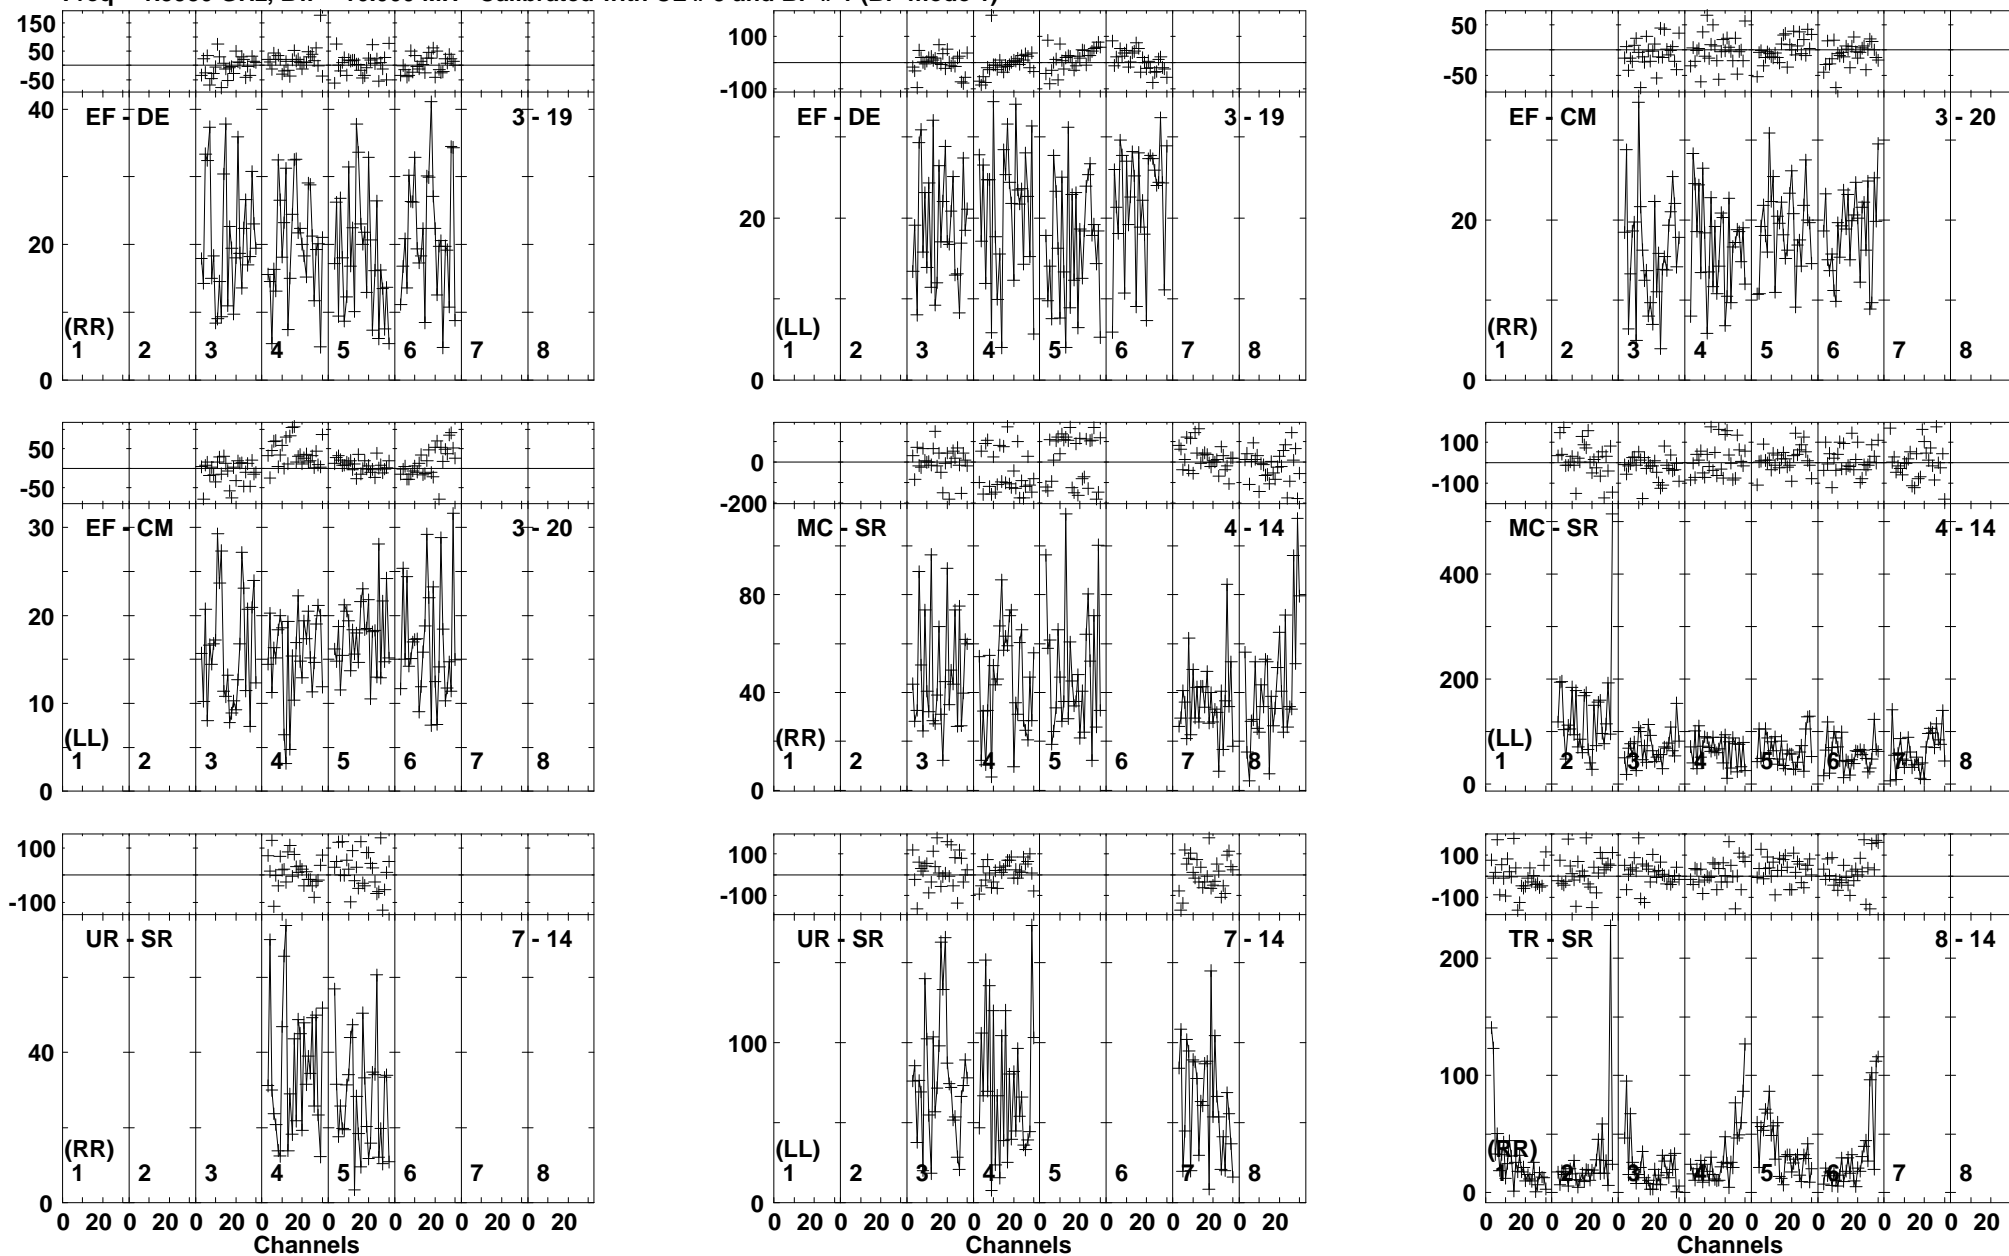 150 50 -50
EF - DE 3 - 19
40 20 0
(RR)
1 2 3 4 5 6 7 8
100 -100
EF - DE 3 - 19
20 0
(LL)
1 2 3 4 5 6 7 8
50 -50
EF - CM 3 - 20
20 0
(RR)
1 2 3 4 5 6 7 8
50 -50
EF - CM 3 - 20
30 20 10 0
(LL)
1 2 3 4 5 6 7 8
0 -200
MC - SR 4 - 14
80 40 0
(RR)
1 2 3 4 5 6 7 8
100 -100
MC - SR 4 - 14
400 200 0
(LL)
1 2 3 4 5 6 7 8
100 -100
UR - SR 7 - 14
40 0
(RR)
1 2 3 4 5 6 7 8
0 20 0 20 0 20 0 20 0 20 0 20 0 20 0 20
Channels
100 -100
UR - SR 7 - 14
100 0
(LL)
1 2 3 4 5 6 7 8
0 20 0 20 0 20 0 20 0 20 0 20 0 20 0 20
Channels
100 -100
TR - SR 8 - 14
200 100 0
(RR)
1 2 3 4 5 6 7 8
0 20 0 20 0 20 0 20 0 20 0 20 0 20 0 20
Channels